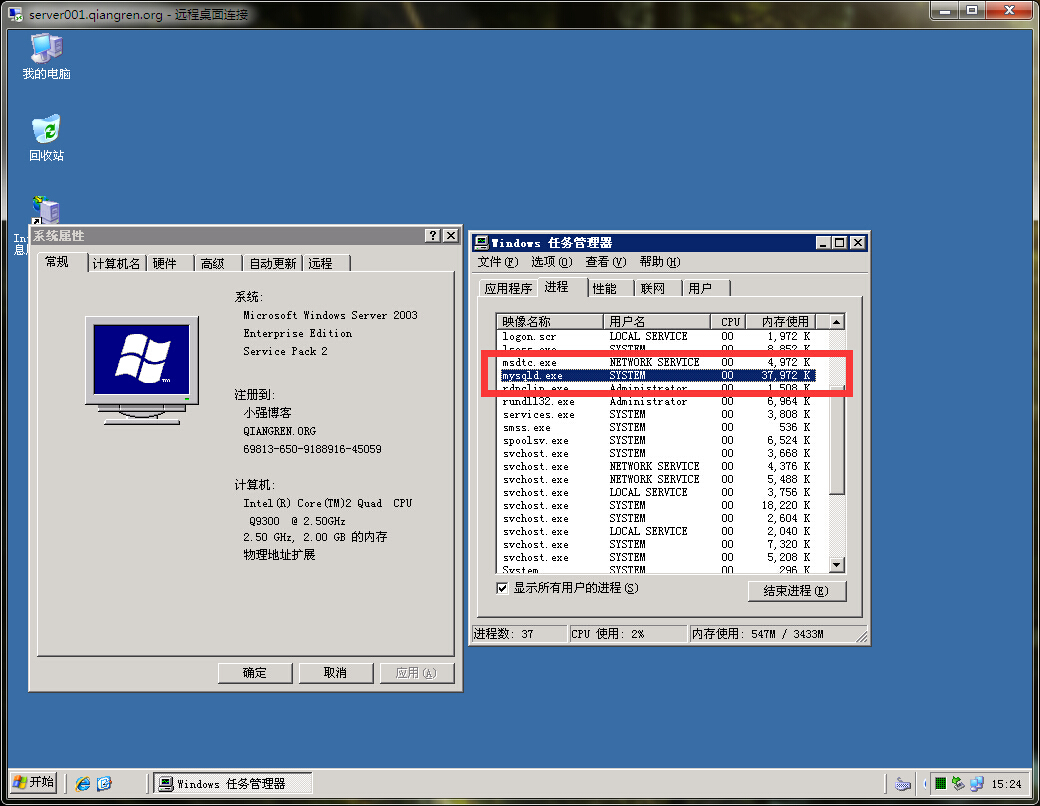 server001.qiangren.org - 远程桌面连接
我的电脑
回收站
系统属性
常规 计算机名 硬件 高级 自动更新 远程
系统:
Microsoft Windows Server 2003
Enterprise Edition
Service Pack 2
注册到:
小强博客
QIANGREN.ORG
69813-650-9188916-45059
计算机:
Intel(R) Core(TM)2 Quad CPU
Q9300 @ 2.50GHz
2.50 GHz, 2.00 GB 的内存
物理地址扩展
确定 取消 应用(A)
Windows 任务管理器
文件(F) 选项(O) 查看(V) 帮助(H)
应用程序 进程 性能 联网 用户
映像名称 用户名 CPU 内存使用
logon.scr LOCAL SERVICE 00 1,972 K
lsass.exe SYSTEM 00 8,852 K
msdtc.exe NETWORK SERVICE 00 4,972 K
mysqld.exe SYSTEM 00 37,972 K
rdpclip.exe Administrator 00 1,508 K
rundll32.exe Administrator 00 6,964 K
services.exe SYSTEM 00 3,808 K
smss.exe SYSTEM 00 536 K
spoolsv.exe SYSTEM 00 6,524 K
svchost.exe SYSTEM 00 3,668 K
svchost.exe NETWORK SERVICE 00 4,376 K
svchost.exe NETWORK SERVICE 00 5,488 K
svchost.exe LOCAL SERVICE 00 3,756 K
svchost.exe SYSTEM 00 18,220 K
svchost.exe SYSTEM 00 2,604 K
svchost.exe LOCAL SERVICE 00 2,040 K
svchost.exe SYSTEM 00 7,320 K
svchost.exe SYSTEM 00 5,208 K
System SYSTEM 00 296 K
显示所有用户的进程(S)
结束进程(E)
进程数: 37 CPU 使用: 2% 内存使用: 547M / 3433M
开始 Windows 任务管理器 15:24